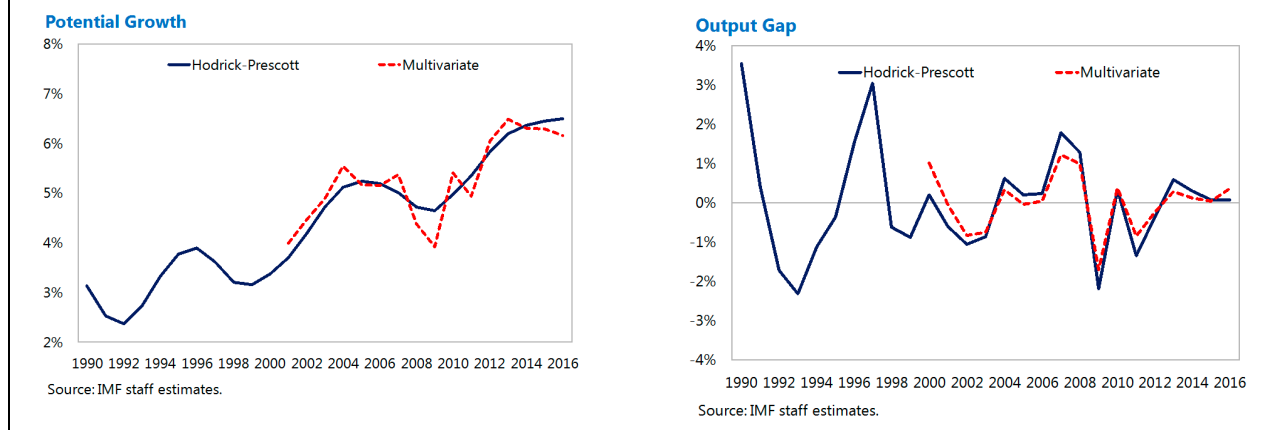 Potential Growth
8%
Hodrick-Prescott
Multivariate
7%
6%
5%
4%
3%
2%
1990 1992 1994 1996 1998 2000 2002 2004 2006 2008 2010 2012 2014 2016
Source: IMF staff estimates.
Output Gap
4%
Hodrick-Prescott
Multivariate
3%
2%
1%
0%
-1%
-2%
-3%
-4%
1990 1992 1994 1996 1998 2000 2002 2004 2006 2008 2010 2012 2014 2016
Source: IMF staff estimates.